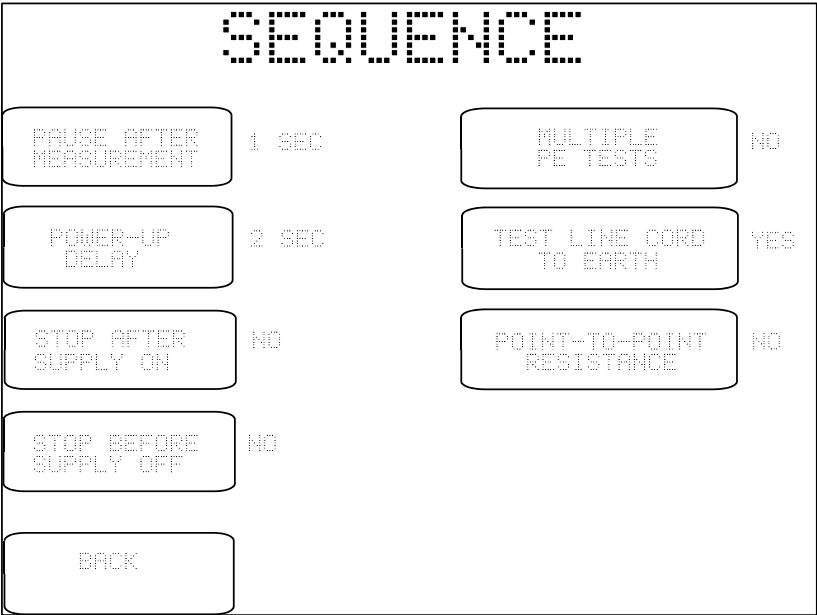 SEQUENCE
PAUSE AFTER
MEASUREMENT
1 SEC
MULTIPLE
PE TESTS
NO
POWER-UP
DELAY
2 SEC
TEST LINE CORD
TO EARTH
YES
STOP AFTER
SUPPLY ON
NO
POINT-TO-POINT
RESISTANCE
NO
STOP BEFORE
SUPPLY OFF
NO
BACK